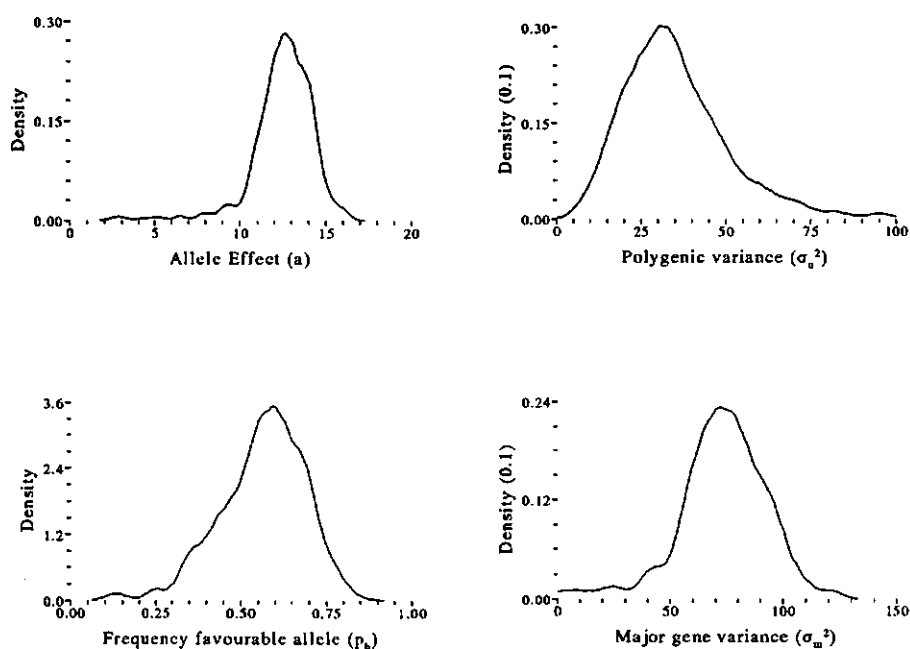 0.30
0.15
0.00
Density
0 5 10 15 20
Allele Effect (a)
0.30
0.15
0.00
Density (0.1)
0 25 50 75 100
Polygenic variance (σ_u²)
3.6
2.4
1.2
0.0
Density
0.00 0.25 0.50 0.75 1.00
Frequency favourable allele (p_b)
0.24
0.12
0.00
Density (0.1)
0 50 100 150
Major gene variance (σ_m²)